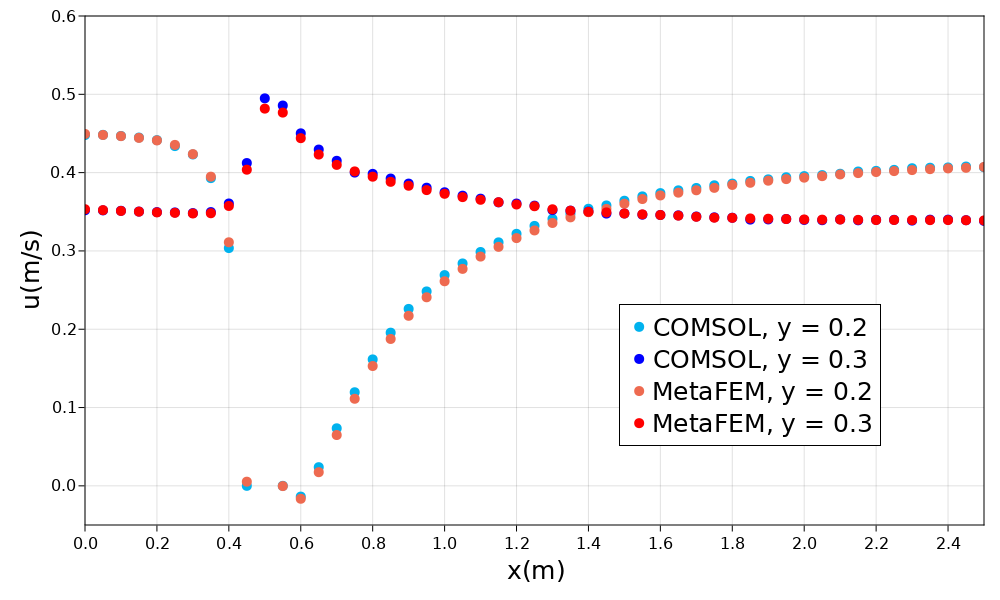 0.6
0.5
0.4
0.3
0.2
0.1
0.0
u(m/s)
COMSOL, y = 0.2
COMSOL, y = 0.3
MetaFEM, y = 0.2
MetaFEM, y = 0.3
0.0 0.2 0.4 0.6 0.8 1.0 1.2 1.4 1.6 1.8 2.0 2.2 2.4
x(m)